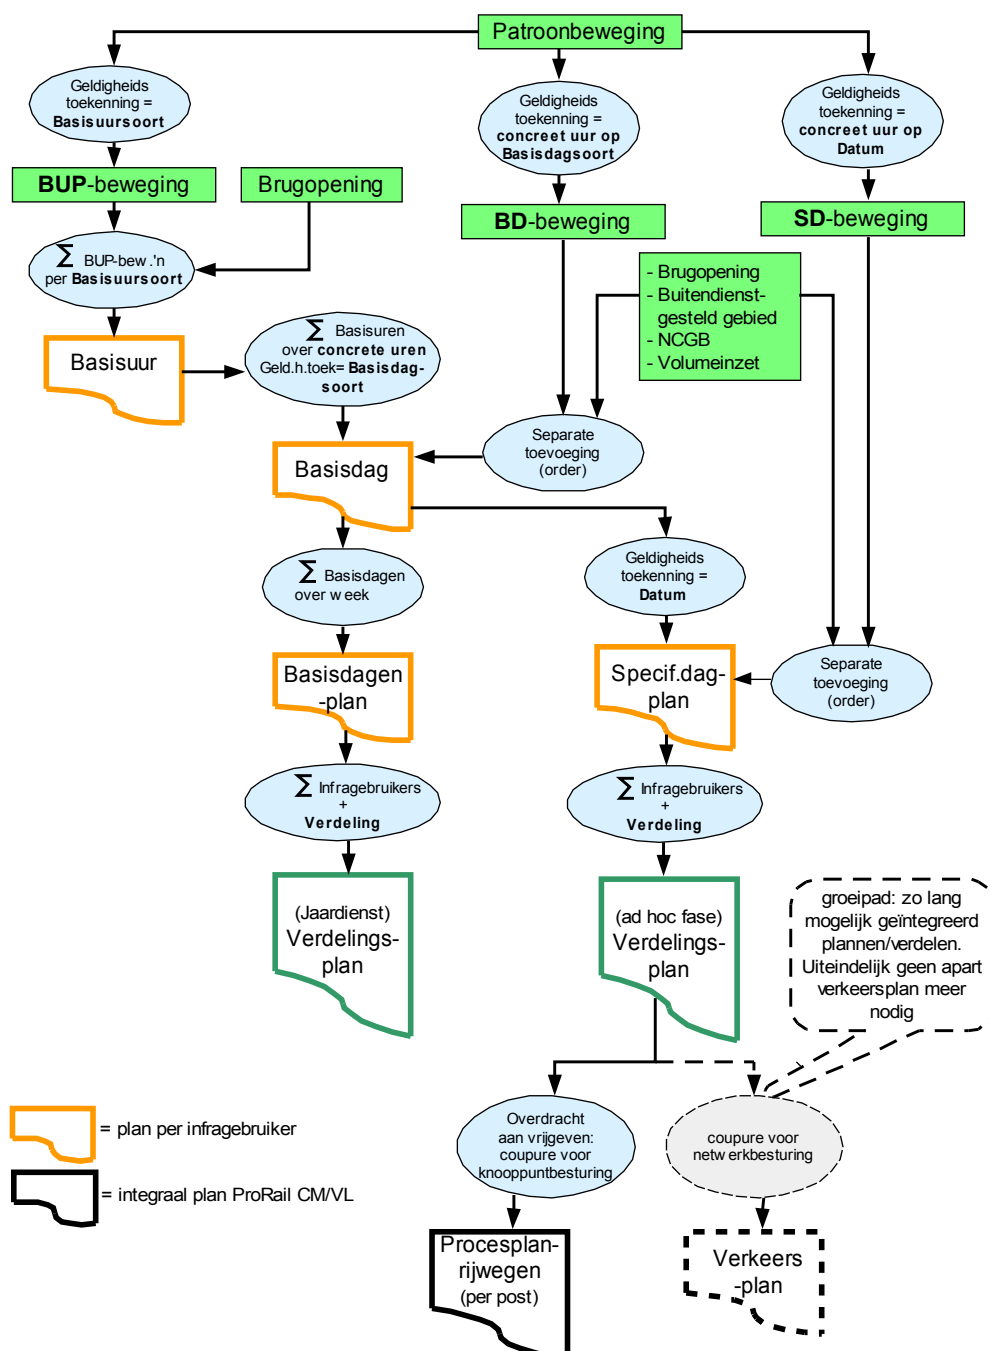 Patroonbeweging
Geldigheids
toekenning =
Basisuursoort
Geldigheids
toekenning =
concreet uur op
Basisdagsoort
Geldigheids
toekenning =
concreet uur op
Datum
BUP-beweging
Brugopening
BD-beweging
SD-beweging
∑ BUP-bew.'n
per Basisuursoort
- Brugopening
- Buitendienst-
gesteld gebied
- NCGB
- Volumeinzet
Basisuur
∑ Basisuren
over concrete uren
Geld.h.toek= Basisdag-
soort
Separate
toevoeging
(order)
Basisdag
∑ Basisdagen
over week
Geldigheids
toekenning =
Datum
Basisdagen
-plan
Specif.dag-
plan
Separate
toevoeging
(order)
∑ Infragebruikers
+
Verdeling
∑ Infragebruikers
+
Verdeling
(Jaardienst)
Verdelings-
plan
(ad hoc fase)
Verdelings-
plan
groeipad: zo lang
mogelijk geïntegreerd
plannen/verdelen.
Uiteindelijk geen apart
verkeersplan meer
nodig
Overdracht
aan vrijgeven:
coupure voor
knooppuntbesturing
coupure voor
netwerkbesturing
= plan per infragebruiker
= integraal plan ProRail CM/VL
Procesplan-
rijwegen
(per post)
Verkeers
-plan